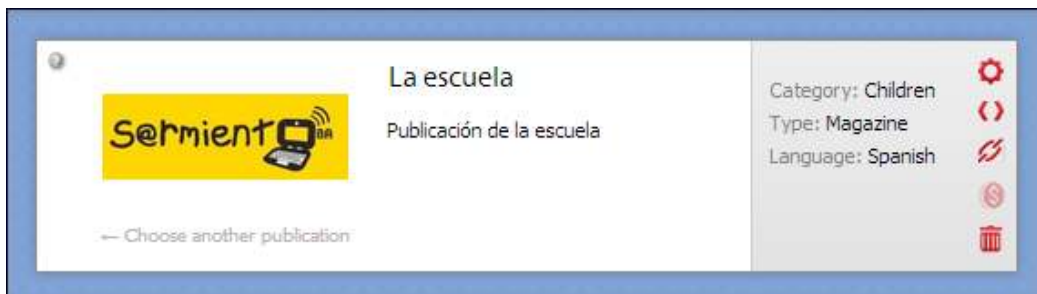 La escuela
S@rmiento BA
Publicación de la escuela
← Choose another publication
Category: Children
Type: Magazine
Language: Spanish